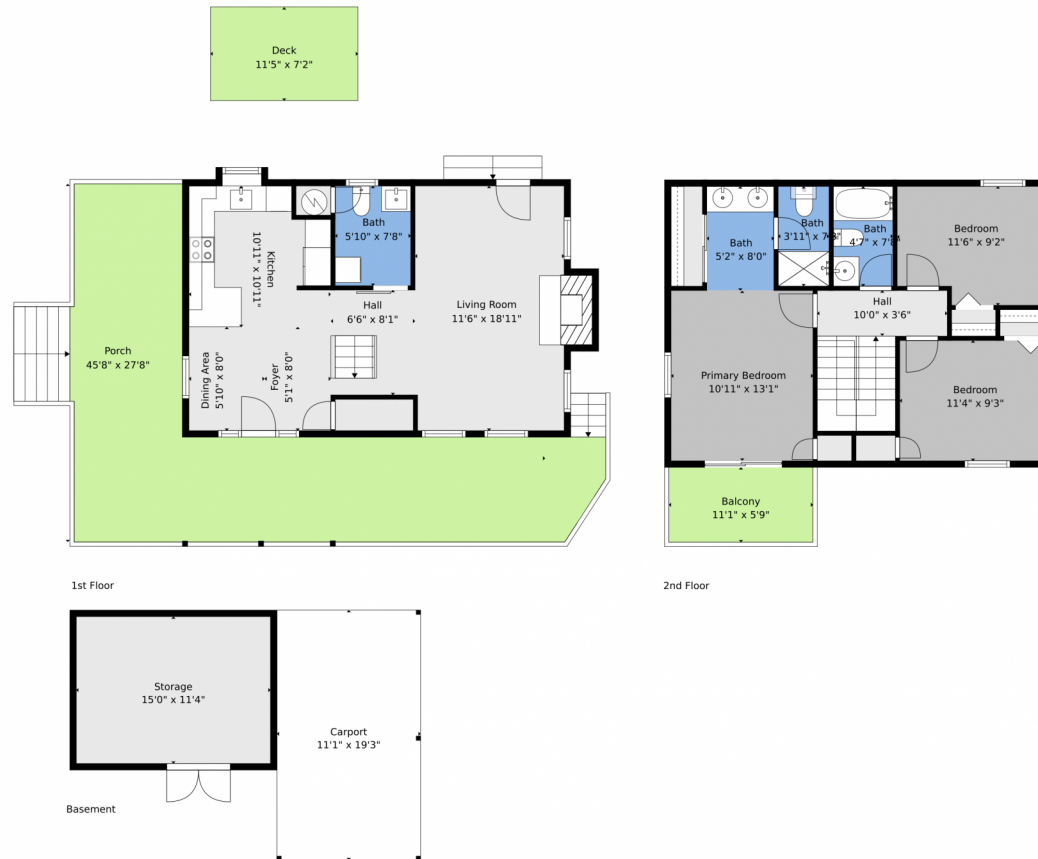 Deck
11'5" x 7'2"
Bath
5'10" x 7'8"
Kitchen
10'11" x 10'11"
Hall
6'6" x 8'1"
Living Room
11'6" x 18'11"
Porch
45'8" x 27'8"
Dining Area
5'10" x 8'0"
Foyer
5'1" x 8'0"
1st Floor
Bath
5'2" x 8'0"
Bath
3'11" x
Bath
4'7" x
Bedroom
11'6" x 9'2"
Hall
10'0" x 3'6"
Primary Bedroom
10'11" x 13'1"
Bedroom
11'4" x 9'3"
Balcony
11'1" x 5'9"
2nd Floor
Storage
15'0" x 11'4"
Carport
11'1" x 19'3"
Basement